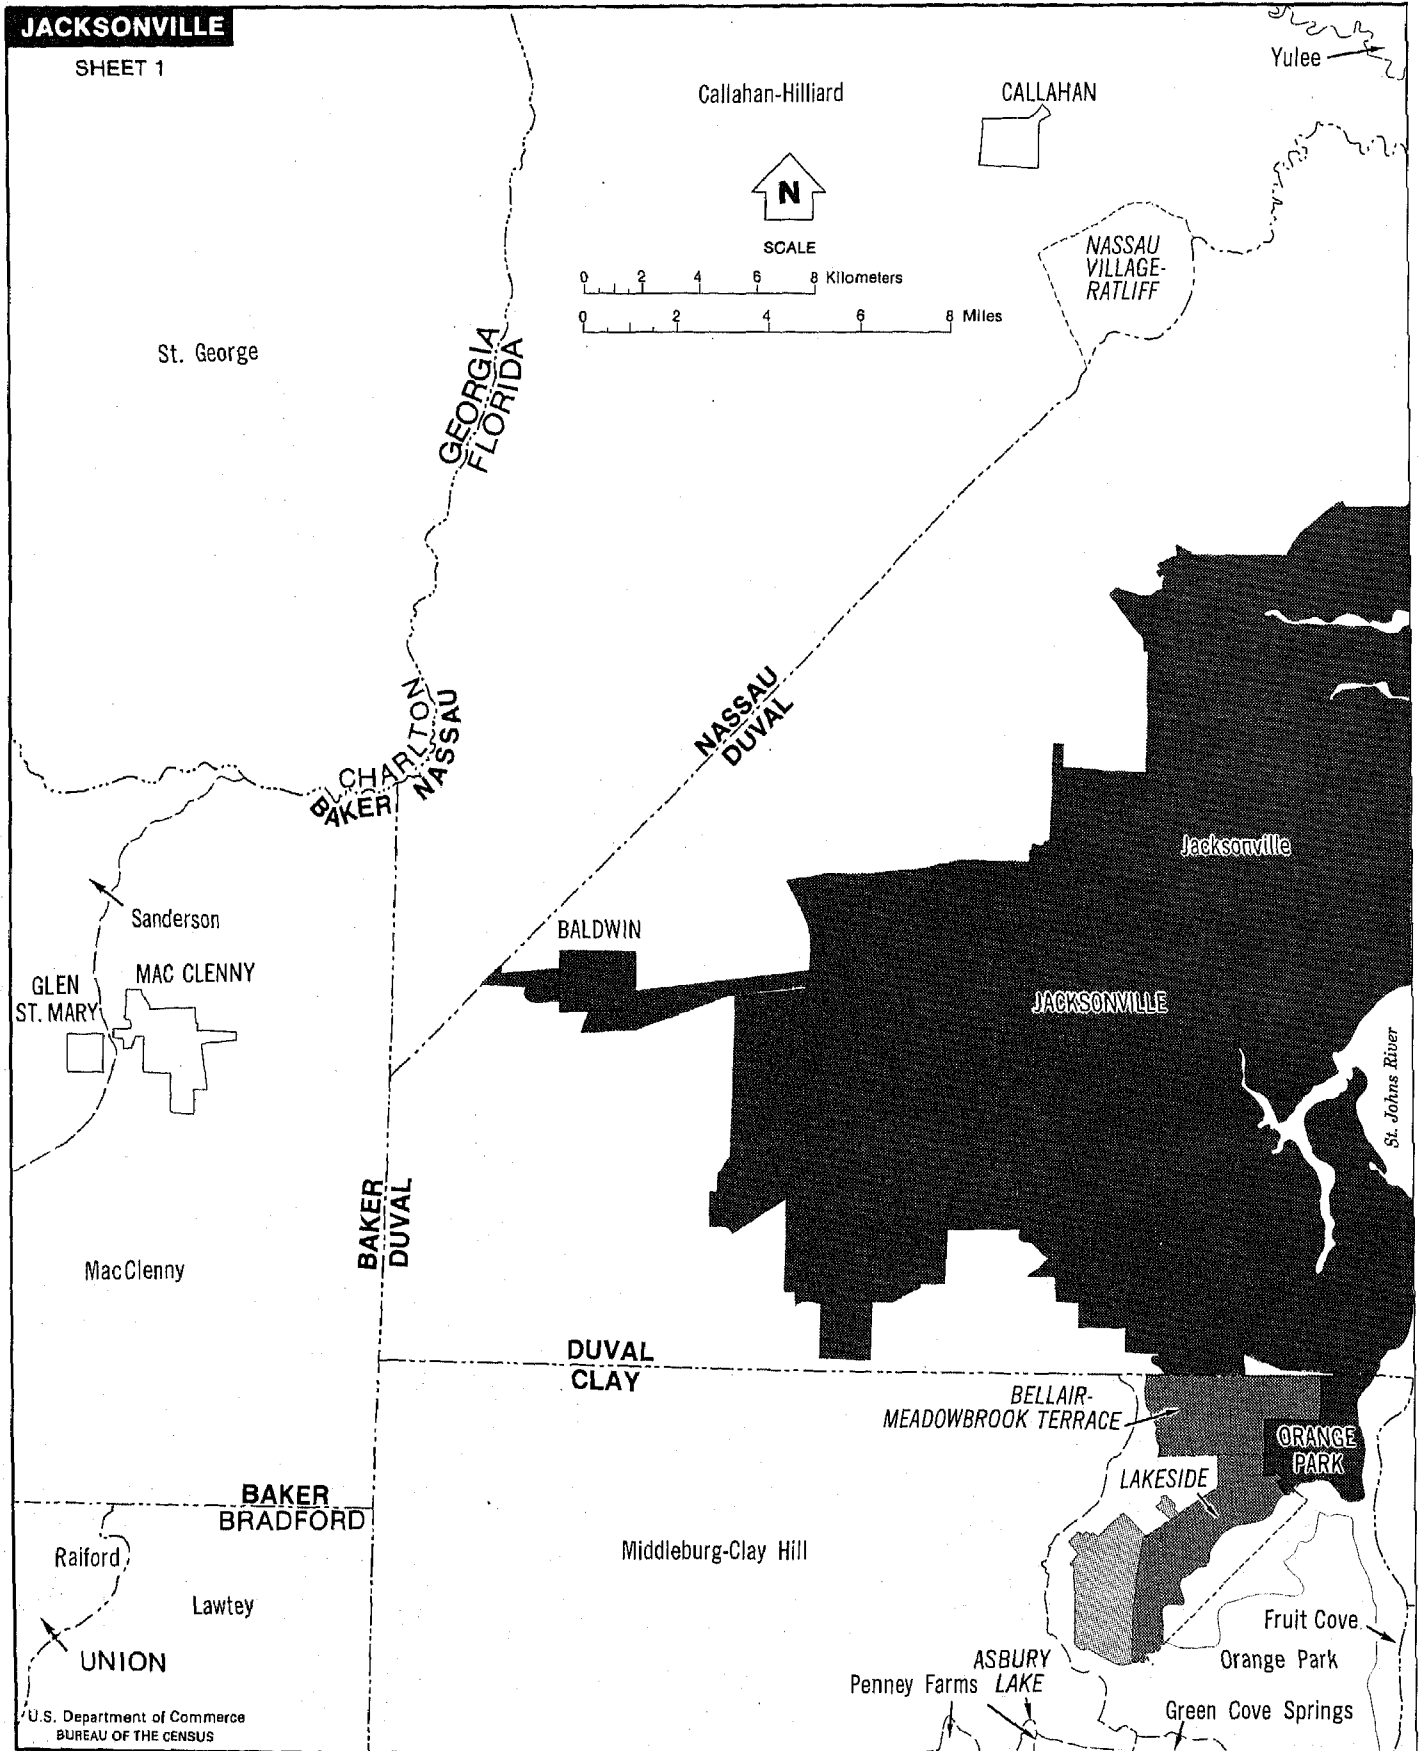 JACKSONVILLE
SHEET 1
Yulee
Callahan-Hilliard
CALLAHAN
N
SCALE
0 2 4 6 8 Kilometers
0 2 4 6 8 Miles
NASSAU
VILLAGE-
RATLIFF
St. George
GEORGIA
FLORIDA
CHARLTON
BAKER
NASSAU
NASSAU
DUVAL
Jacksonville
Sanderson
BALDWIN
GLEN
ST. MARY
MAC CLENNY
JACKSONVILLE
St. Johns River
BAKER
DUVAL
MacClenny
DUVAL
CLAY
BELLAIR-
MEADOWBROOK TERRACE
ORANGE
PARK
LAKESIDE
BAKER
BRADFORD
Raiford
Middleburg-Clay Hill
Lawtey
Fruit Cove
UNION
Orange Park
ASBURY
LAKE
Penney Farms
Green Cove Springs
U.S. Department of Commerce
BUREAU OF THE CENSUS